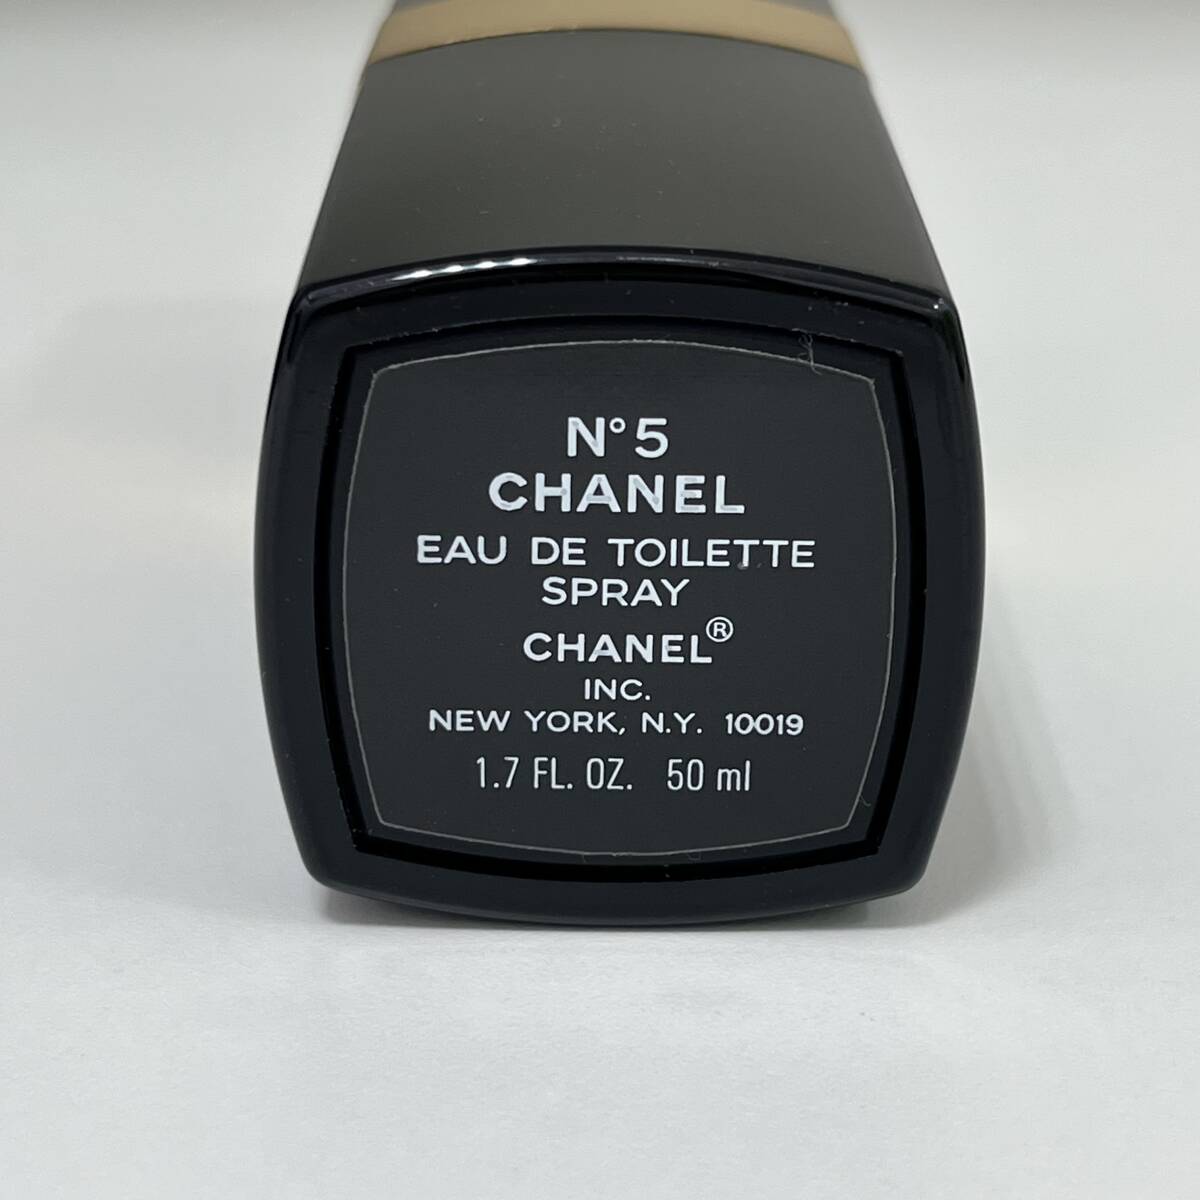 N°5
CHANEL
EAU DE TOILETTE
SPRAY
CHANEL®
INC.
NEW YORK, N.Y. 10019
1.7 FL. OZ. 50 ml